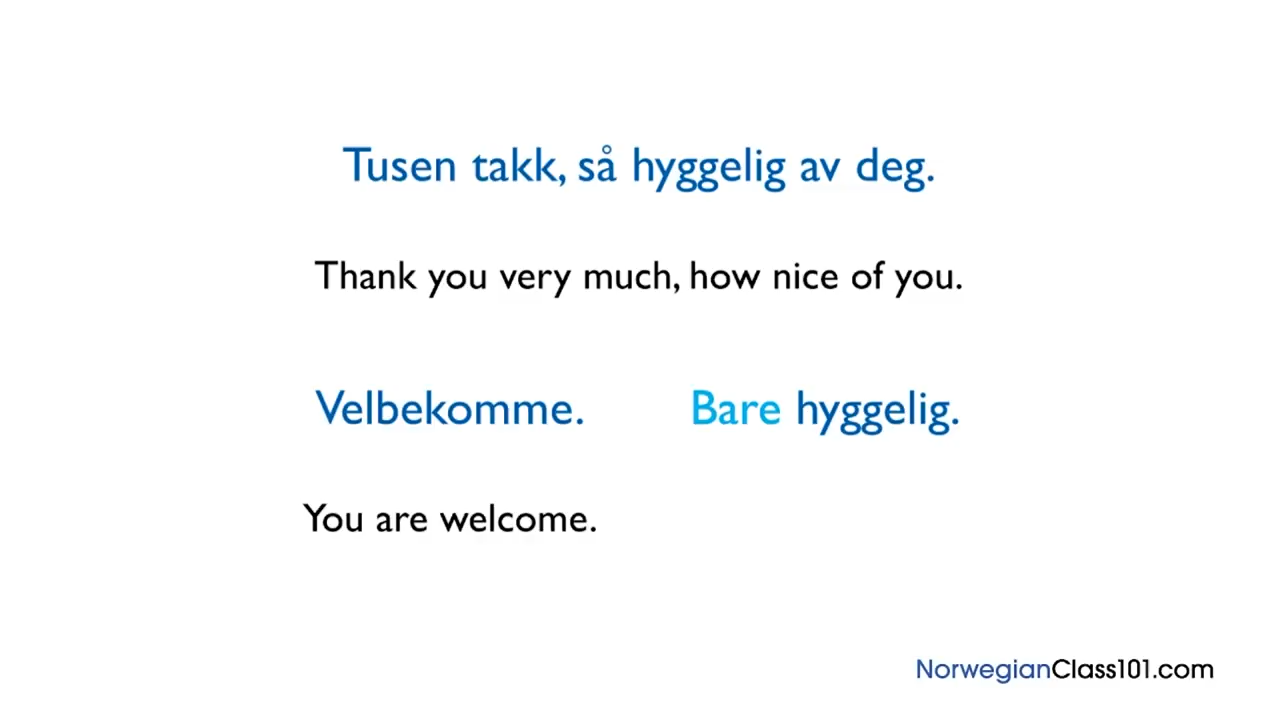 Tusen takk, så hyggelig av deg.
Thank you very much, how nice of you.
Velbekomme. Bare hyggelig.
You are welcome.
NorwegianClass101.com